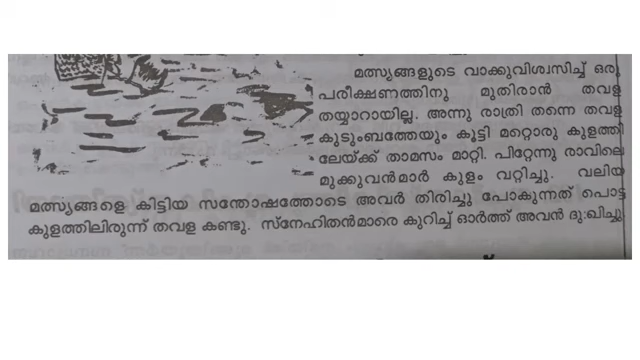 മത്സ്യങ്ങളുടെ വാക്കുവിശ്വസിച്ച് ഒരു
പരീക്ഷണത്തിനു മുതിരാൻ തവള
തയ്യാറായില്ല. അന്നു രാത്രി തന്നെ തവള
കുടുംബത്തേയും കൂട്ടി മറ്റൊരു കുളത്തി
ലേയ്ക്ക് താമസം മാറ്റി. പിറ്റേന്നു രാവിലെ
മുക്കുവൻമാർ കുളം വറ്റിച്ചു. വലിയ
മത്സ്യങ്ങളെ കിട്ടിയ സന്തോഷത്തോടെ അവർ തിരിച്ചു പോകുന്നത് പൊട്ട
കുളത്തിലിരുന്ന് തവള കണ്ടു. സ്നേഹിതൻമാരെ കുറിച്ച് ഓർത്ത് അവൻ ദു:ഖിച്ചു.